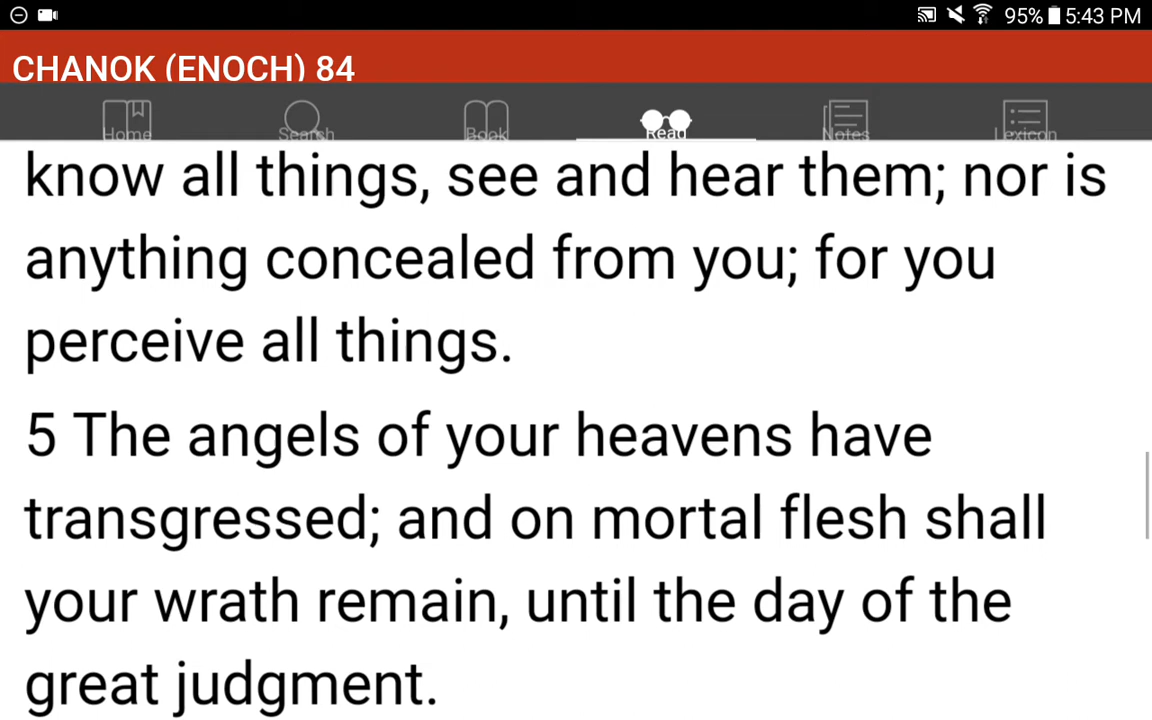 95% 5:43 PM
CHANOK (ENOCH) 84
Home Search Book Read Notes Lexicon
know all things, see and hear them; nor is
anything concealed from you; for you
perceive all things.
5 The angels of your heavens have
transgressed; and on mortal flesh shall
your wrath remain, until the day of the
great judgment.